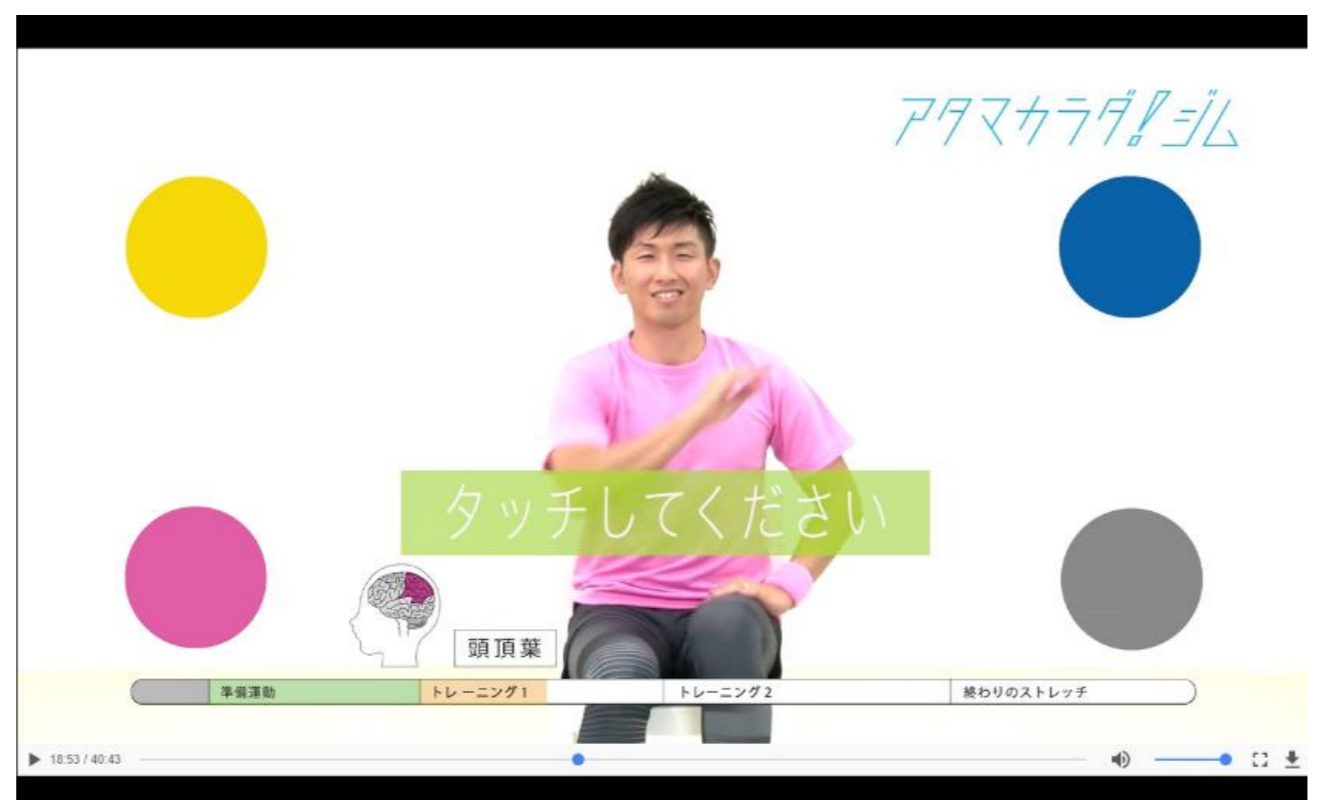 アタマカラダ!ジム
タッチしてください
頭頂葉
準備運動
トレーニング1
トレーニング2
終わりのストレッチ
18:53 / 40:43